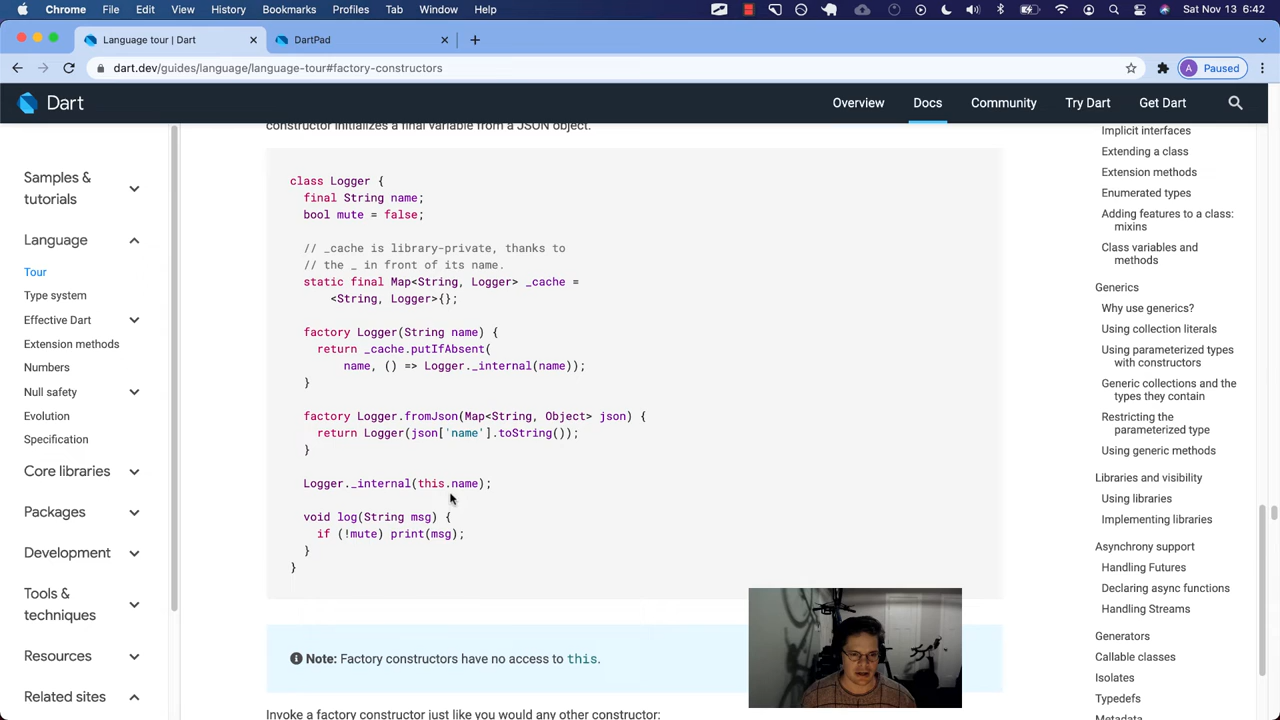 Chrome File Edit View History Bookmarks Profiles Tab Window Help Sat Nov 13 6:42
Language tour | Dart
DartPad
dart.dev/guides/language/language-tour#factory-constructors
A Paused
Dart
Overview
Docs
Community
Try Dart
Get Dart
Samples &
tutorials
Language
Tour
Type system
Effective Dart
Extension methods
Numbers
Null safety
Evolution
Specification
Core libraries
Packages
Development
Tools &
techniques
Resources
Related sites
constructor initializes a final variable from a JSON object.
class Logger {
final String name;
bool mute = false;
// _cache is library-private, thanks to
// the _ in front of its name.
static final Map<String, Logger> _cache =
<String, Logger>{};
factory Logger(String name) {
return _cache.putIfAbsent(
name, () => Logger._internal(name));
}
factory Logger.fromJson(Map<String, Object> json) {
return Logger(json['name'].toString());
}
Logger._internal(this.name);
void log(String msg) {
if (!mute) print(msg);
}
}
Note: Factory constructors have no access to this.
Invoke a factory constructor just like you would any other constructor:
Implicit interfaces
Extending a class
Extension methods
Enumerated types
Adding features to a class:
mixins
Class variables and
methods
Generics
Why use generics?
Using collection literals
Using parameterized types
with constructors
Generic collections and the
types they contain
Restricting the
parameterized type
Using generic methods
Libraries and visibility
Using libraries
Implementing libraries
Asynchrony support
Handling Futures
Declaring async functions
Handling Streams
Generators
Callable classes
Isolates
Typedefs
Metadata